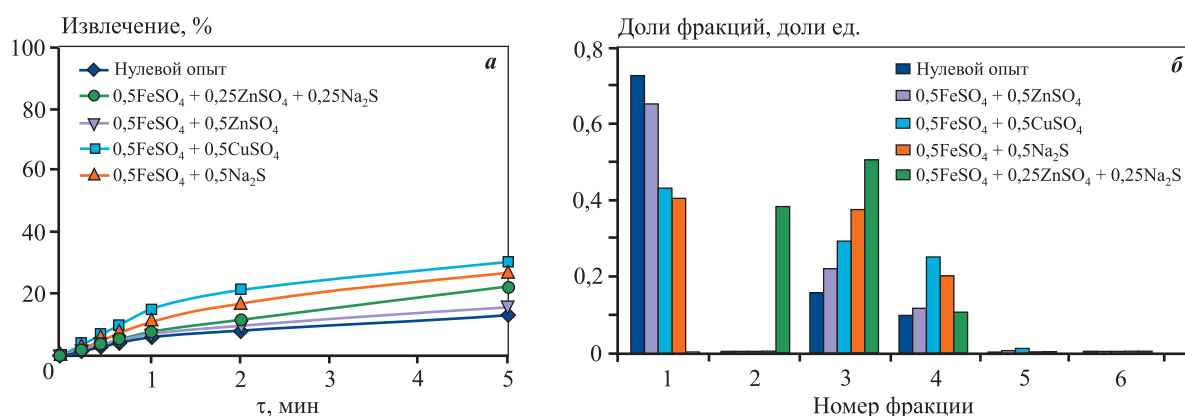 Извлечение, %
100
80
60
40
20
0
1
2
3
4
5
τ, мин
а
Нулевой опыт
0,5FeSO₄ + 0,25ZnSO₄ + 0,25Na₂S
0,5FeSO₄ + 0,5ZnSO₄
0,5FeSO₄ + 0,5CuSO₄
0,5FeSO₄ + 0,5Na₂S
Доли фракций, доли ед.
0,8
0,6
0,4
0,2
0
1
2
3
4
5
6
Номер фракции
б
Нулевой опыт
0,5FeSO₄ + 0,5ZnSO₄
0,5FeSO₄ + 0,5CuSO₄
0,5FeSO₄ + 0,5Na₂S
0,5FeSO₄ + 0,25ZnSO₄ + 0,25Na₂S